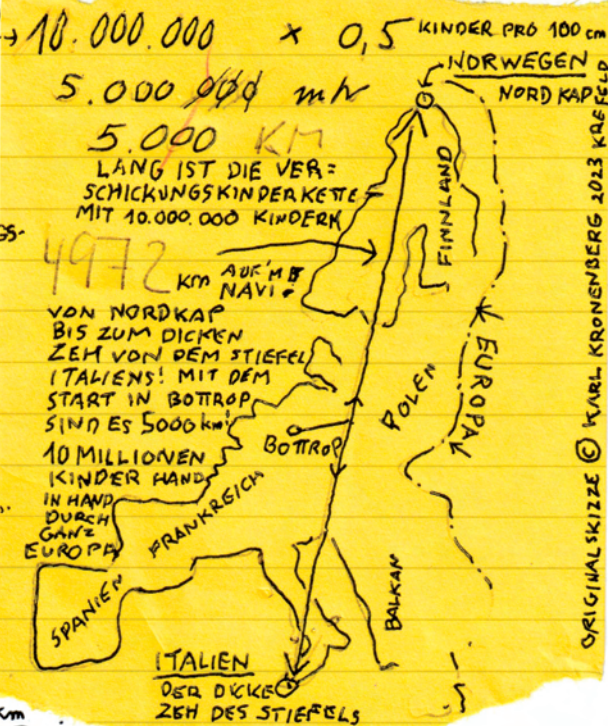 → 10.000.000 × 0,5 KINDER PRO 100 cm
NORWEGEN
NORDKAP
5.000 000 mtr
5.000 KM
LANG IST DIE VER=
SCHICKUNGSKINDERKETTE
MIT 10.000.000 KINDERN
GS-
4972 KM AUF'M
NAVI!
VON NORDKAP
BIS ZUM DICKEN
ZEH VON DEM STIEFEL
ITALIENS! MIT DEM
START IN BOTTROP
SIND ES 5000 km!
10 MILLIONEN
KINDER HAND
IN HAND
DURCH
GANZ
EUROPA
FINNLAND
EUROPA
POLEN
BOTTROP
FRANKREICH
SPANIEN
BALKAN
ITALIEN
DER DICKE
ZEH DES STIEFELS
km
ORIGINALSKIZZE © KARL KRONENBERG 2023 KREFELD